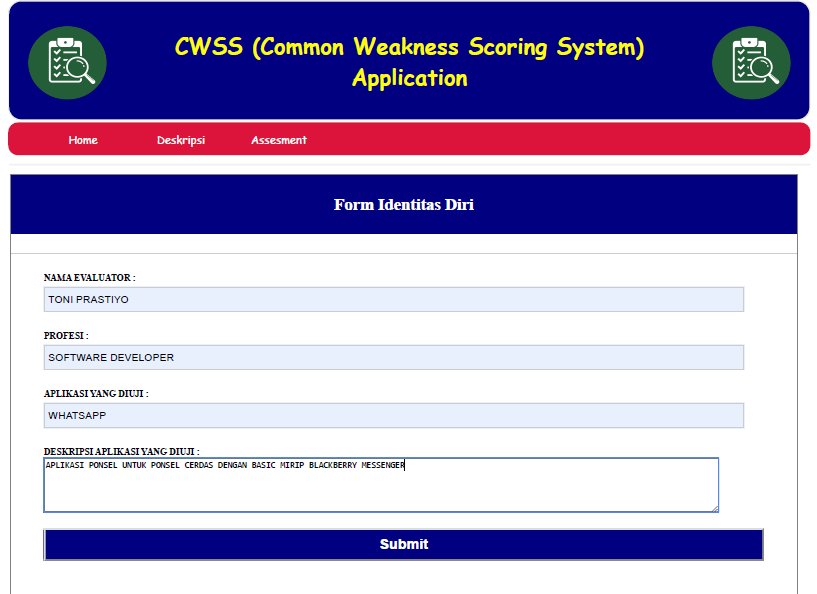 CWSS (Common Weakness Scoring System)
Application
Home Deskripsi Assesment
Form Identitas Diri
NAMA EVALUATOR :
TONI PRASTIYO
PROFESI :
SOFTWARE DEVELOPER
APLIKASI YANG DIUJI :
WHATSAPP
DESKRIPSI APLIKASI YANG DIUJI :
APLIKASI PONSEL UNTUK PONSEL CERDAS DENGAN BASIC MIRIP BLACKBERRY MESSENGER
Submit